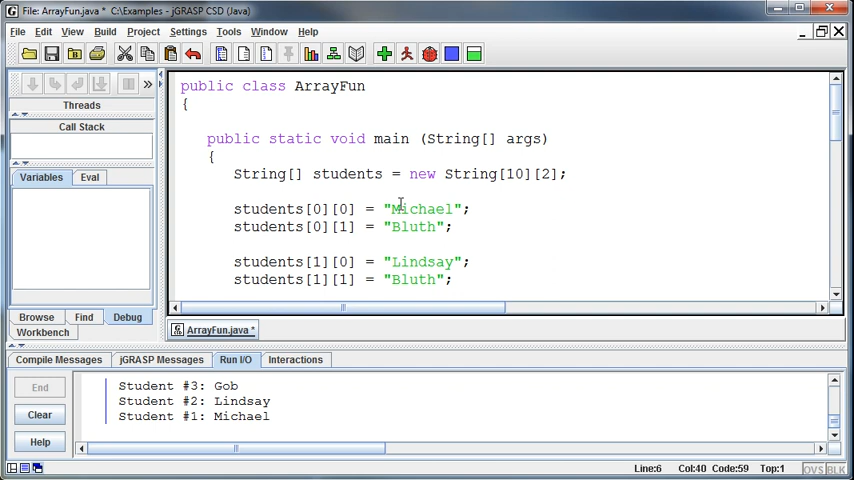 File: ArrayFun.java * C:\Examples - jGRASP CSD (Java)
File Edit View Build Project Settings Tools Window Help
Threads
Call Stack
Variables Eval
Browse Find Debug
Workbench
public class ArrayFun
{
public static void main (String[] args)
{
String[] students = new String[10][2];
students[0][0] = "Michael";
students[0][1] = "Bluth";
students[1][0] = "Lindsay";
students[1][1] = "Bluth";
ArrayFun.java *
Compile Messages jGRASP Messages Run I/O Interactions
End
Clear
Help
Student #3: Gob
Student #2: Lindsay
Student #1: Michael
Line:6 Col:40 Code:59 Top:1 OVS BLK